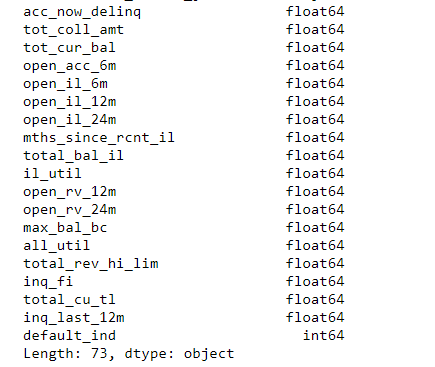 acc_now_delinq float64
tot_coll_amt float64
tot_cur_bal float64
open_acc_6m float64
open_il_6m float64
open_il_12m float64
open_il_24m float64
mths_since_rcnt_il float64
total_bal_il float64
il_util float64
open_rv_12m float64
open_rv_24m float64
max_bal_bc float64
all_util float64
total_rev_hi_lim float64
inq_fi float64
total_cu_tl float64
inq_last_12m float64
default_ind int64
Length: 73, dtype: object